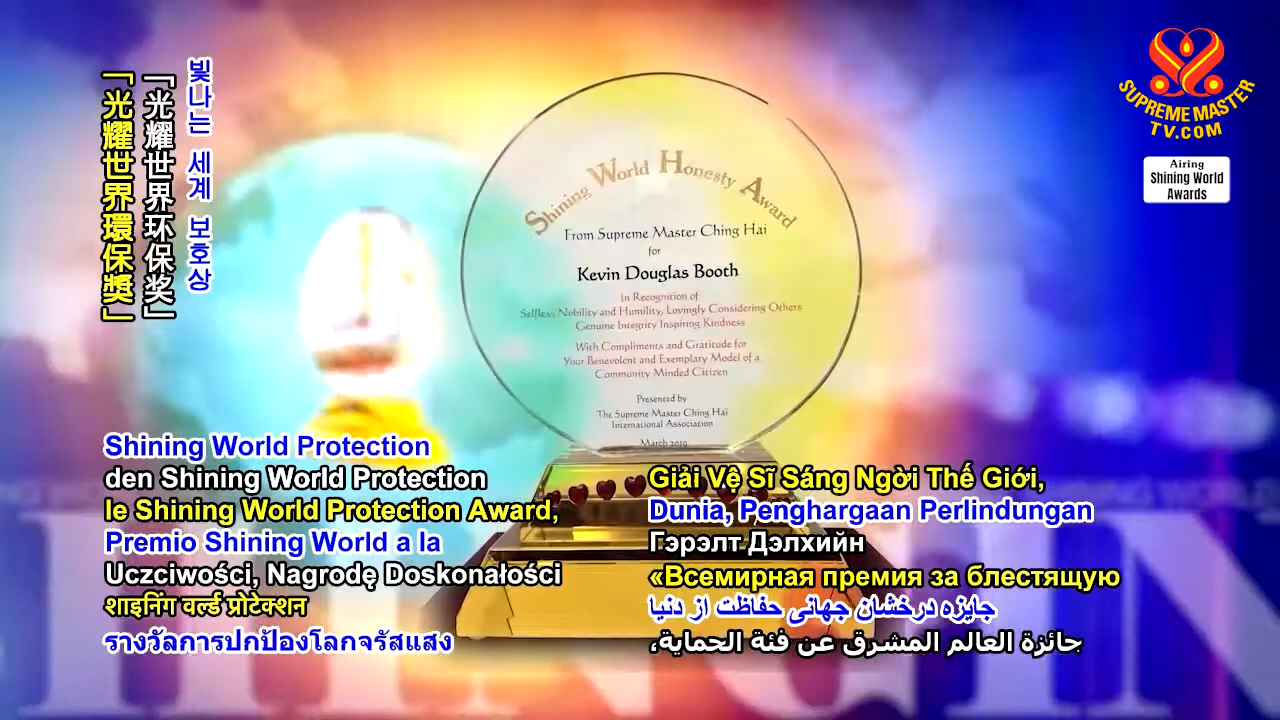 빛나는 세계 보호상
「光耀世界环保奖」
「光耀世界環保獎」
SUPREME MASTER
TV.COM
Airing
Shining World
Awards
Shining World Honesty Award
From Supreme Master Ching Hai
for
Kevin Douglas Booth
In Recognition of
Selfless Nobility and Humility, Lovingly Considering Others
Genuine Integrity Inspiring Kindness
With Compliments and Gratitude for
Your Benevolent and Exemplary Model of a
Community Minded Citizen
Presented by
The Supreme Master Ching Hai
International Association
March 2019
Shining World Protection
den Shining World Protection
le Shining World Protection Award,
Premio Shining World a la
Uczciwości, Nagrodę Doskonałości
शाइनिंग वर्ल्ड प्रोटेक्शन
รางวัลการปกป้องโลกจรัสแสง
Giải Vệ Sĩ Sáng Ngời Thế Giới,
Dunia, Penghargaan Perlindungan
Гэрэлт Дэлхийн
«Всемирная премия за блестящую
جایزه درخشان جهانی حفاظت از دنیا
جائزة العالم المشرق عن فئة الحماية،